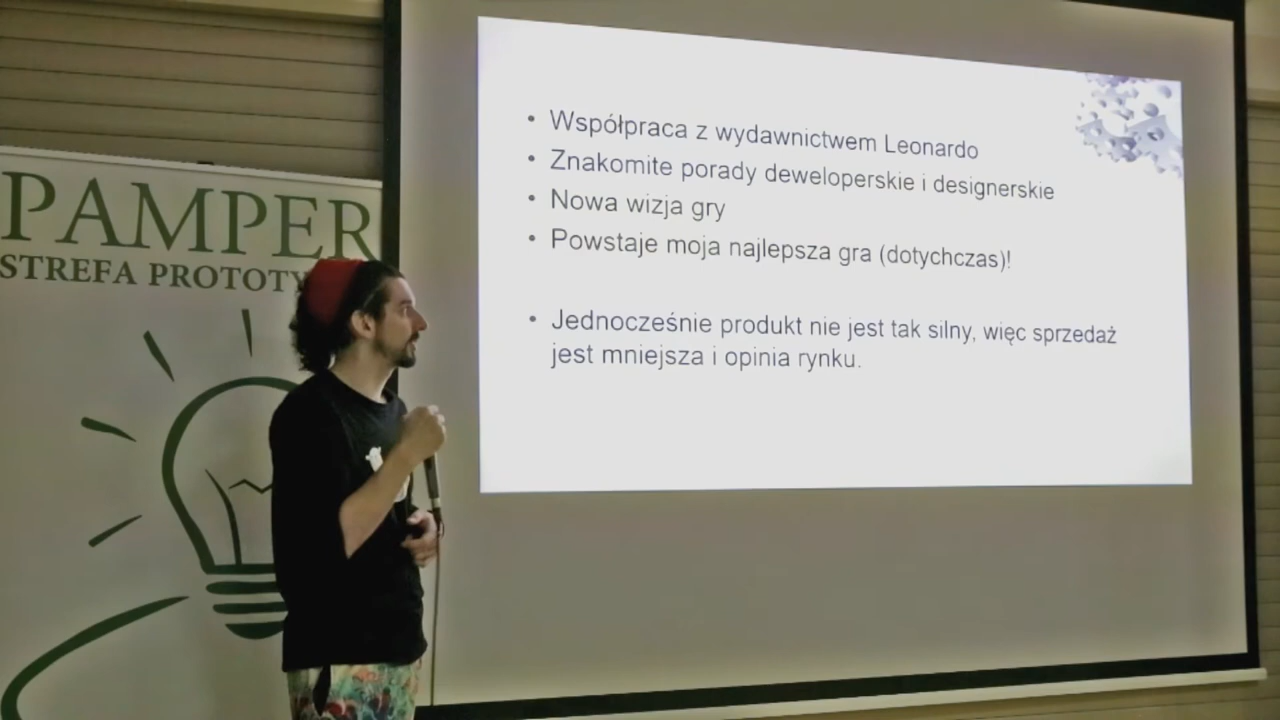 PAMPER
STREFA PROTOTY
• Współpraca z wydawnictwem Leonardo
• Znakomite porady deweloperskie i designerskie
• Nowa wizja gry
• Powstaje moja najlepsza gra (dotychczas)!
• Jednocześnie produkt nie jest tak silny, więc sprzedaż
jest mniejsza i opinia rynku.